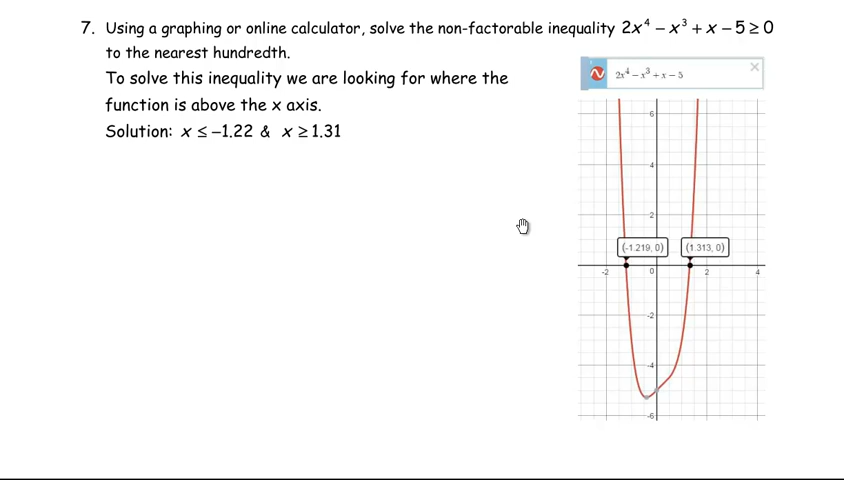 7. Using a graphing or online calculator, solve the non-factorable inequality 2x⁴ − x³ + x − 5 ≥ 0
to the nearest hundredth.
To solve this inequality we are looking for where the
function is above the x axis.
Solution: x ≤ −1.22 & x ≥ 1.31
1
2x⁴ − x³ + x − 5
×
6
4
2
(-1.219, 0) (1.313, 0)
-2 0 2 4
-2
-4
-6